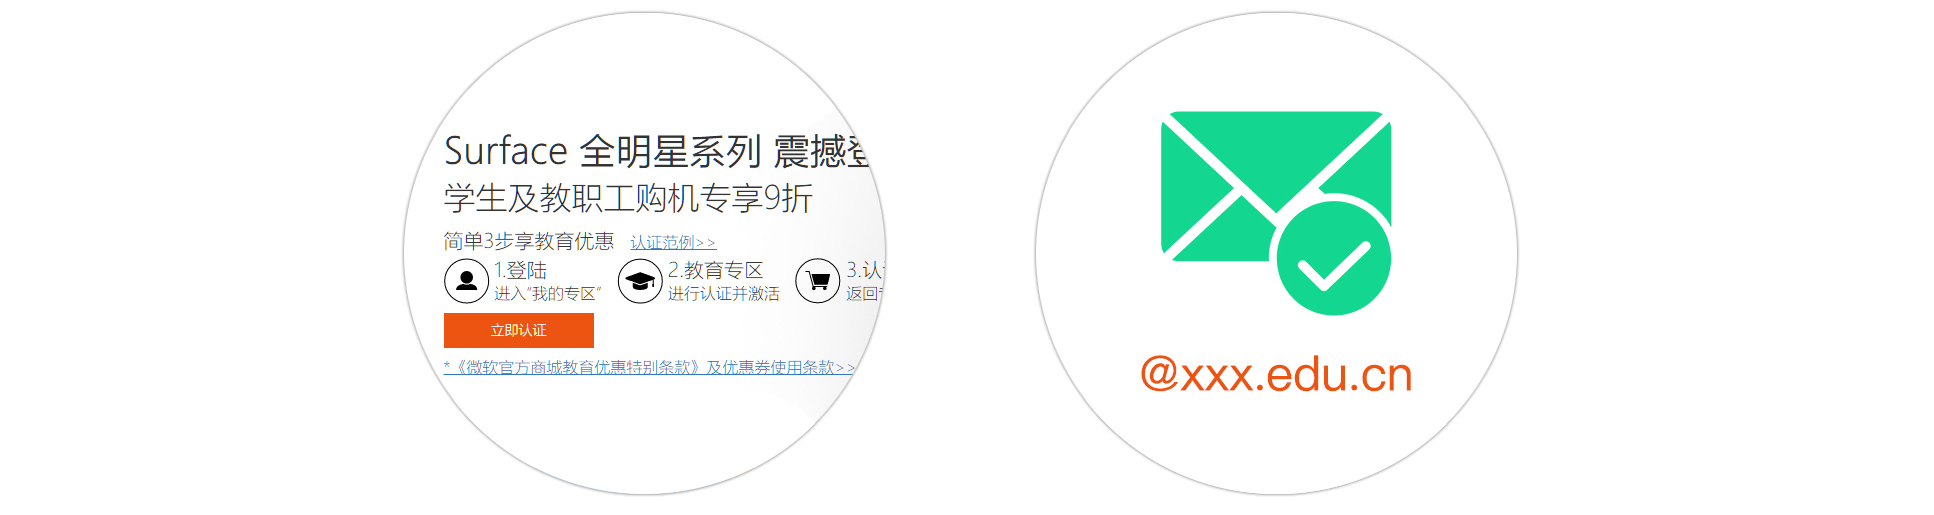 Surface 全明星系列 震撼
学生及教职工购机专享9折
简单3步享教育优惠 认证范例>>
1.登陆 2.教育专区 3.认
进入“我的专区” 进行认证并激活 返回
立即认证
*《微软官方商城教育优惠特别条款》及优惠券使用条款>>
@xxx.edu.cn